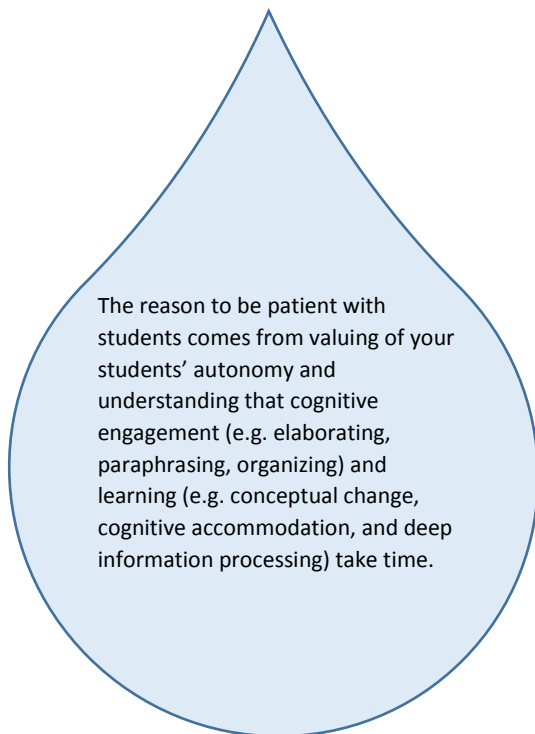 The reason to be patient with
students comes from valuing of your
students’ autonomy and
understanding that cognitive
engagement (e.g. elaborating,
paraphrasing, organizing) and
learning (e.g. conceptual change,
cognitive accommodation, and deep
information processing) take time.